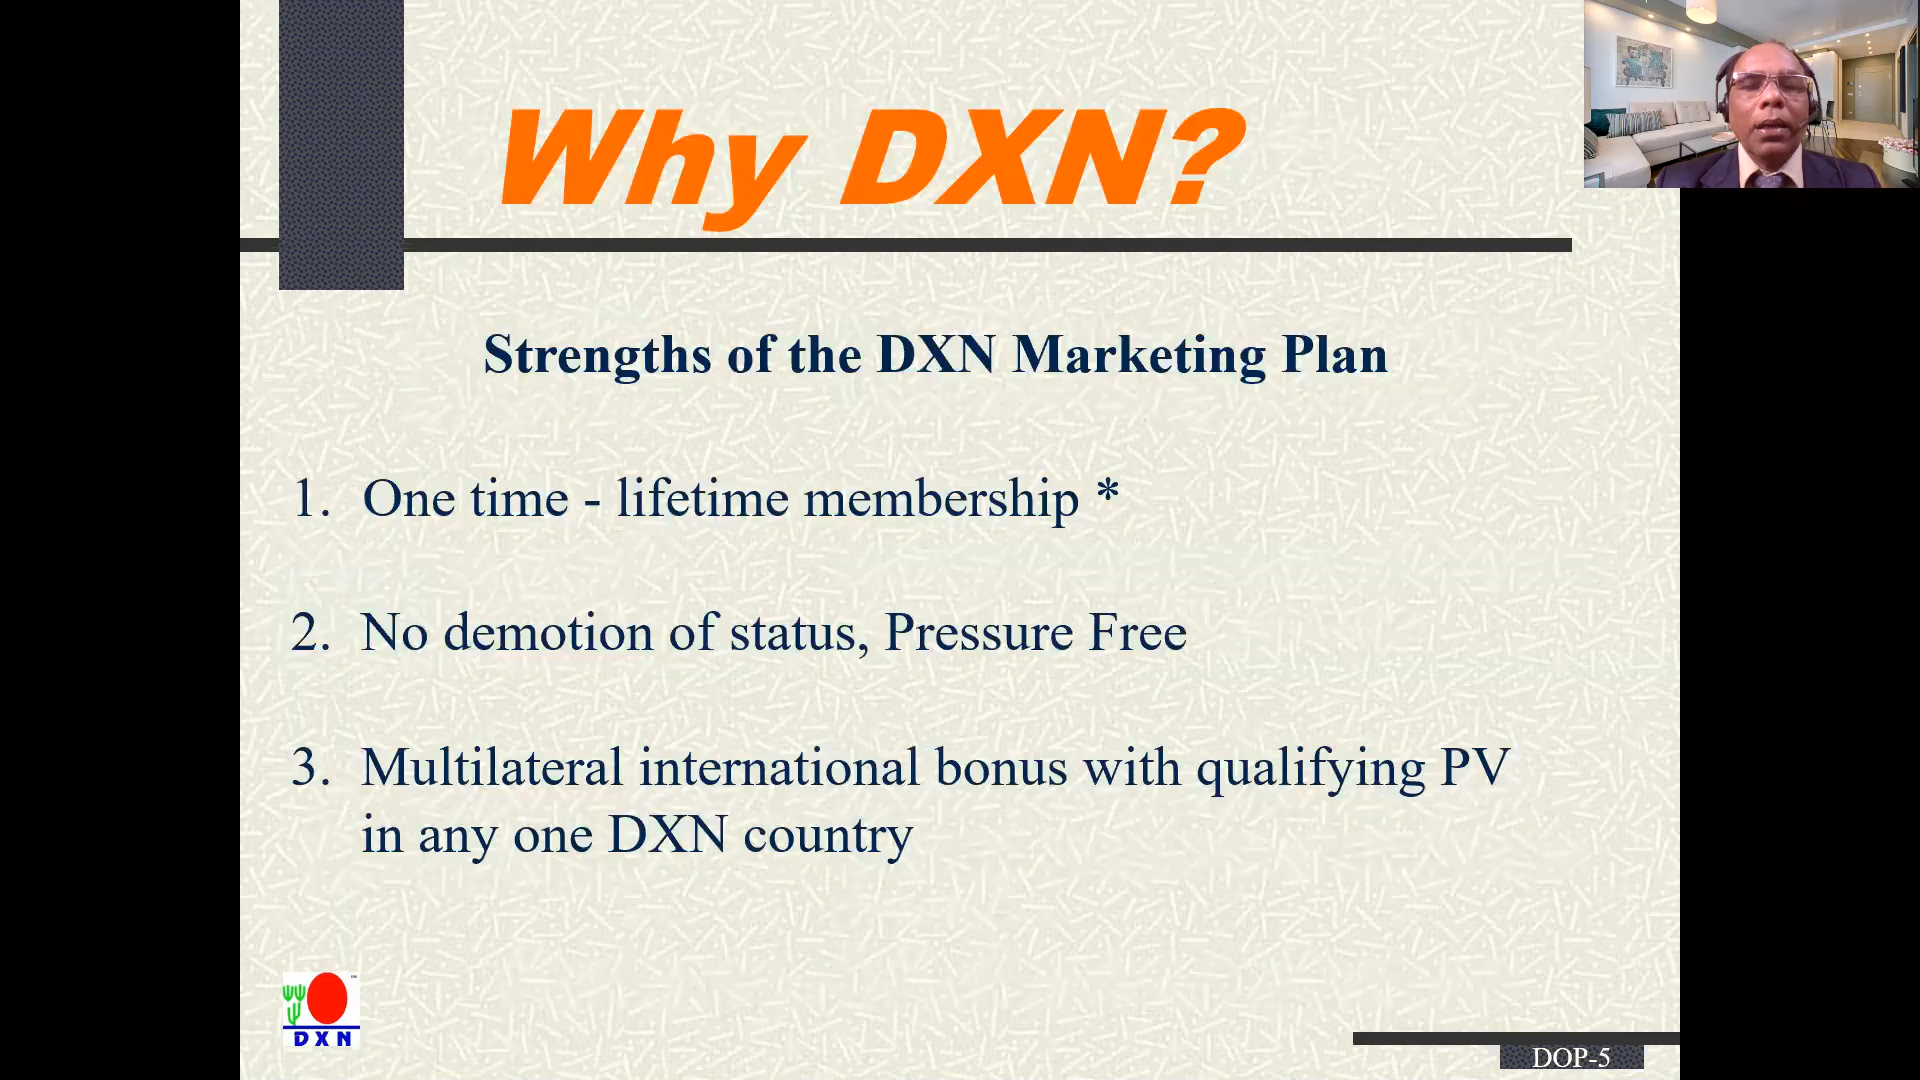 Why DXN?
Strengths of the DXN Marketing Plan
1. One time - lifetime membership *
2. No demotion of status, Pressure Free
3. Multilateral international bonus with qualifying PV
in any one DXN country
DXN
DOP-5